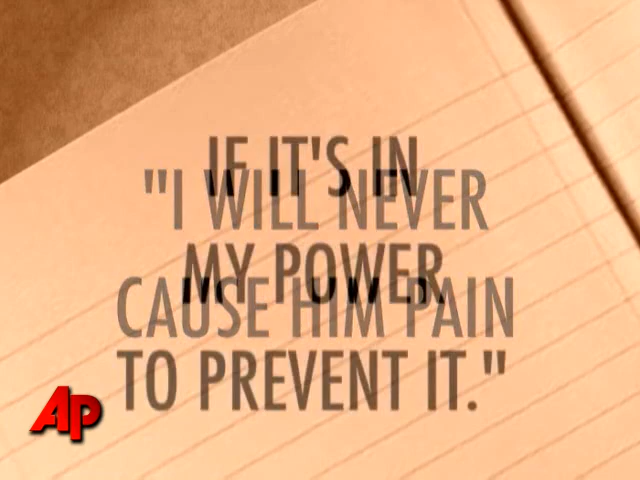 "I WILL NEVER
CAUSE HIM PAIN
IF IT'S IN
MY POWER
TO PREVENT IT."
AP